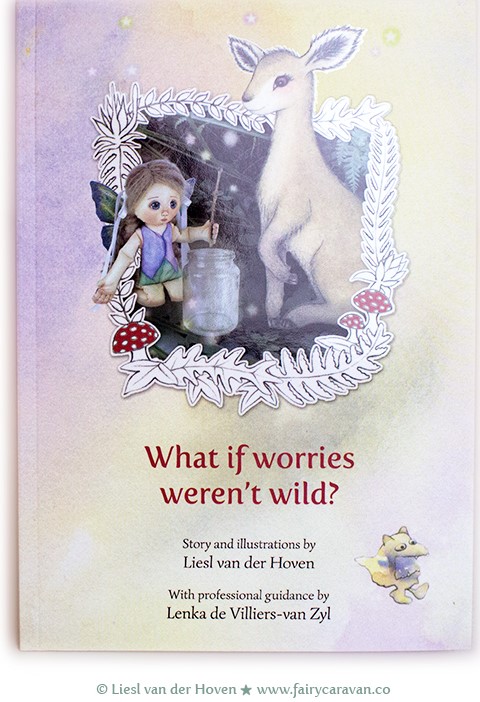 What if worries
weren't wild?
Story and illustrations by
Liesl van der Hoven
With professional guidance by
Lenka de Villiers-van Zyl
© Liesl van der Hoven ★ www.fairycaravan.co